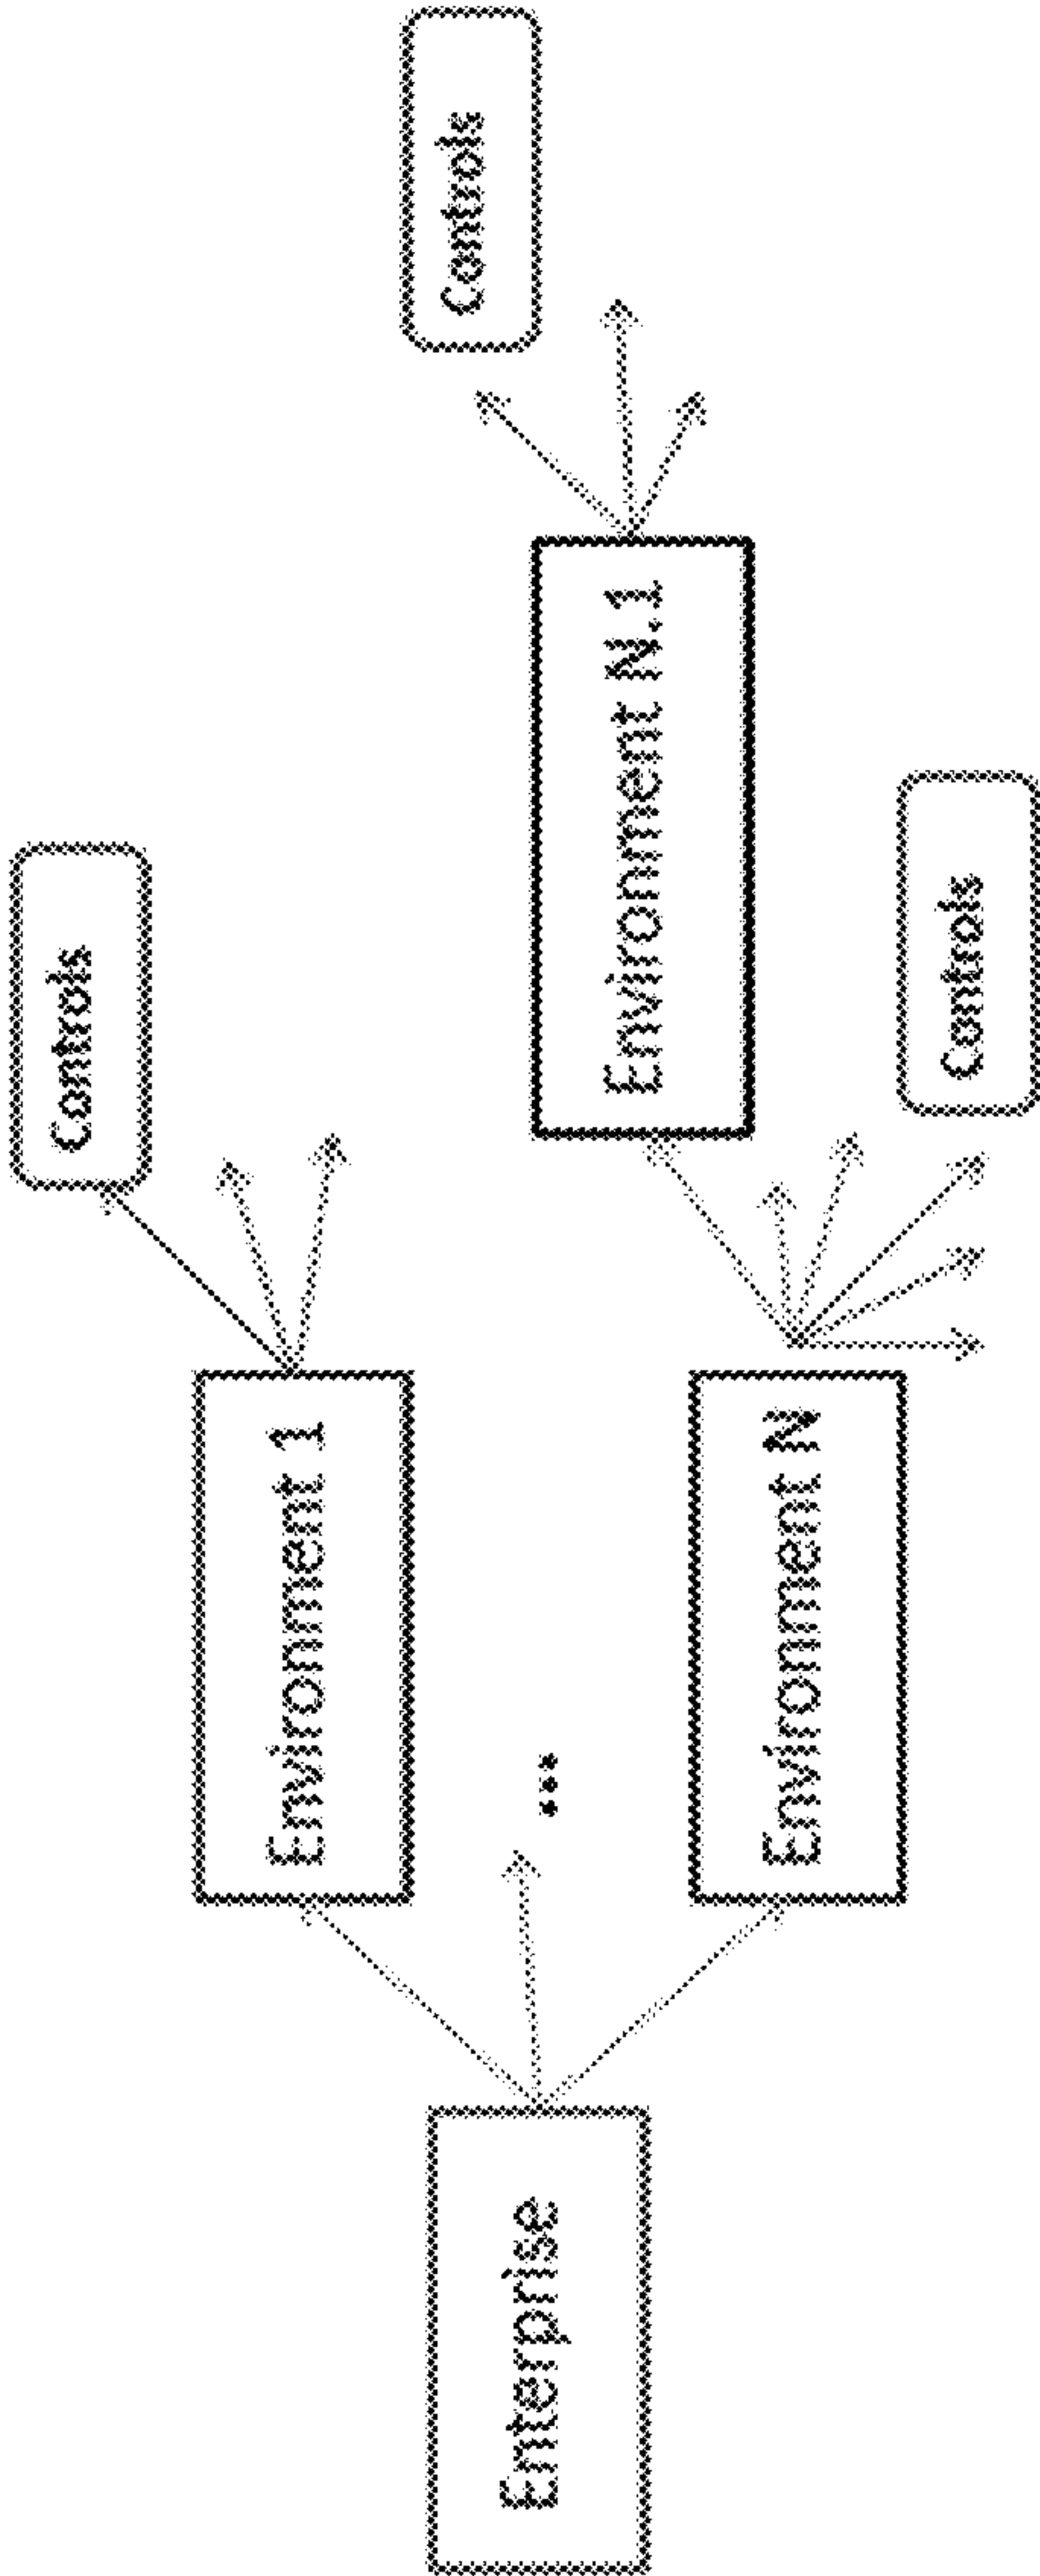 Enterprise
Environment 1
Controls
...
Environment N
Environment N.1
Controls
Controls